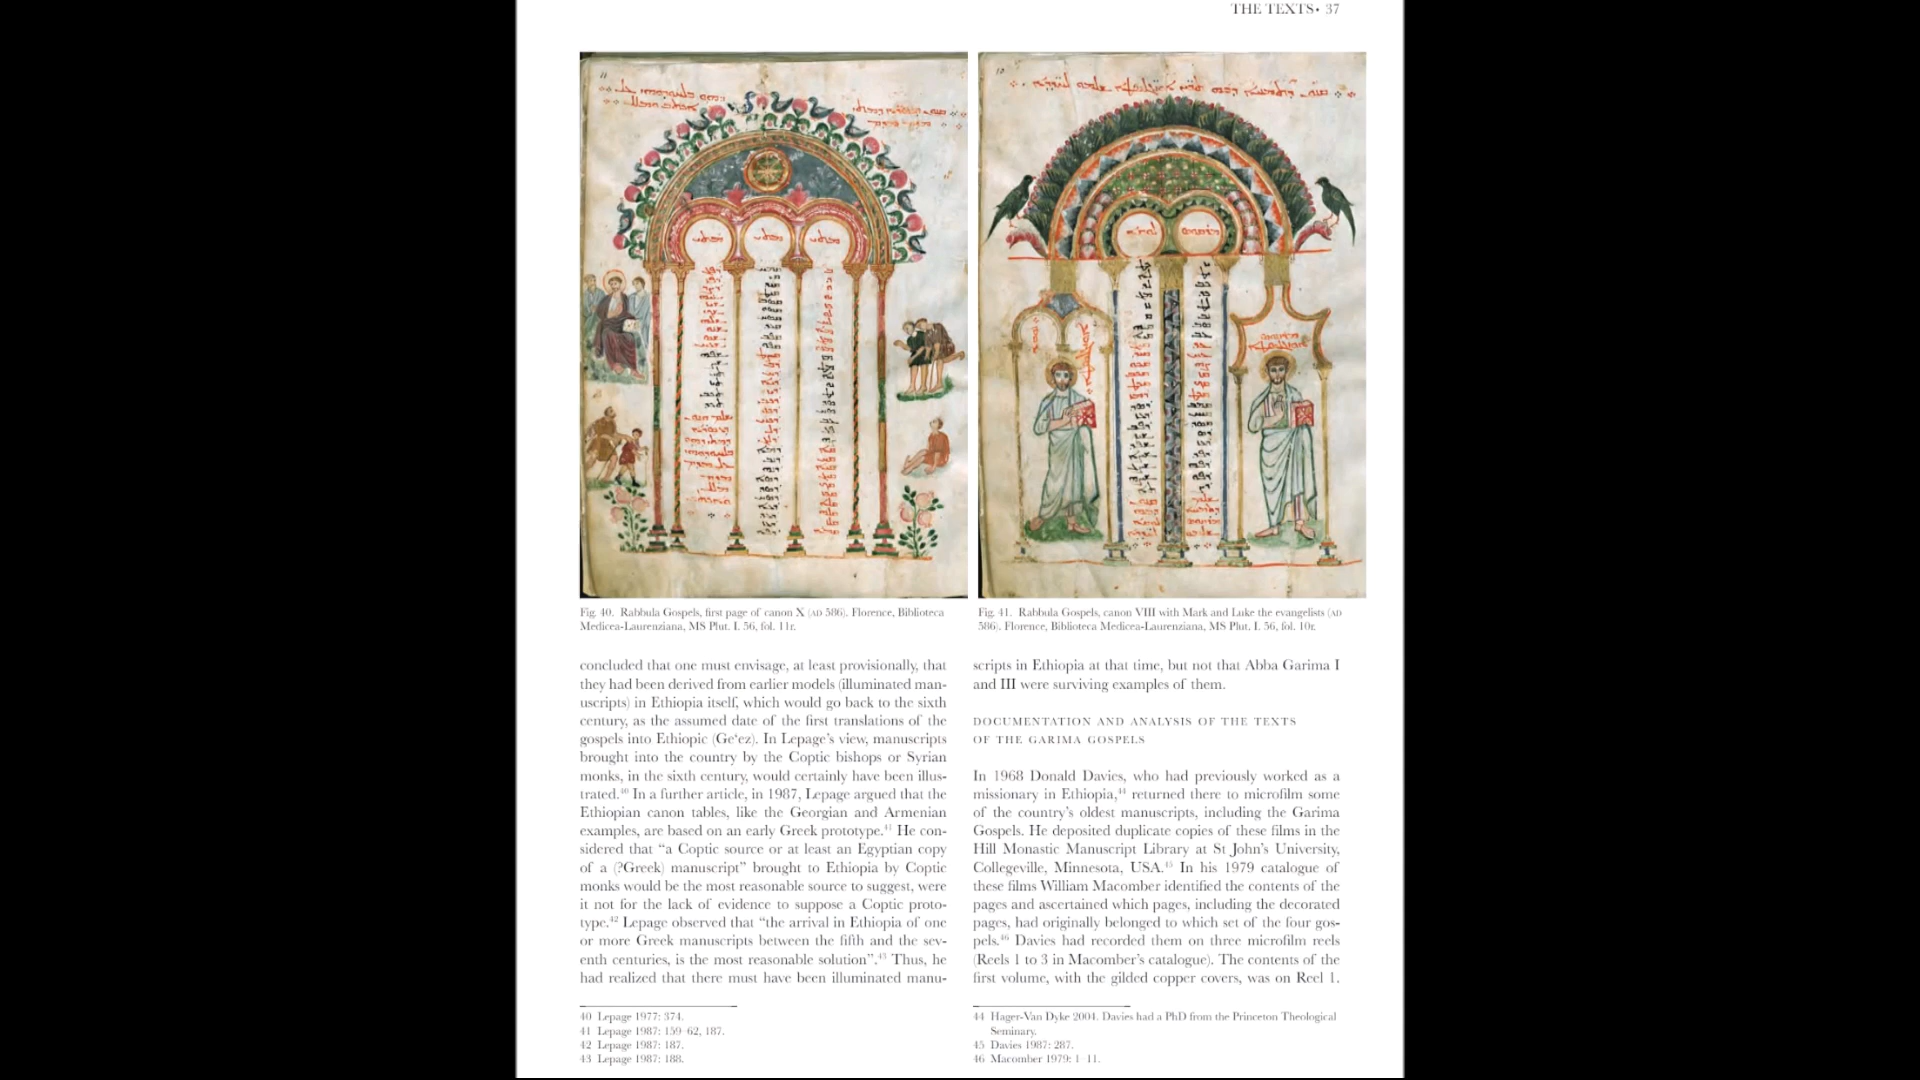 THE TEXTS• 37
Fig. 40. Rabbula Gospels, first page of canon X (AD 586). Florence, Biblioteca
Medicea-Laurenziana, MS Plut. I. 56, fol. 11r.
Fig. 41. Rabbula Gospels, canon VIII with Mark and Luke the evangelists (AD
586). Florence, Biblioteca Medicea-Laurenziana, MS Plut. I. 56, fol. 10r.
concluded that one must envisage, at least provisionally, that
they had been derived from earlier models (illuminated man-
uscripts) in Ethiopia itself, which would go back to the sixth
century, as the assumed date of the first translations of the
gospels into Ethiopic (Ge‘ez). In Lepage’s view, manuscripts
brought into the country by the Coptic bishops or Syrian
monks, in the sixth century, would certainly have been illus-
trated.40 In a further article, in 1987, Lepage argued that the
Ethiopian canon tables, like the Georgian and Armenian
examples, are based on an early Greek prototype.41 He con-
sidered that “a Coptic source or at least an Egyptian copy
of a (?Greek) manuscript” brought to Ethiopia by Coptic
monks would be the most reasonable source to suggest, were
it not for the lack of evidence to suppose a Coptic proto-
type.42 Lepage observed that “the arrival in Ethiopia of one
or more Greek manuscripts between the fifth and the sev-
enth centuries, is the most reasonable solution”.43 Thus, he
had realized that there must have been illuminated manu-
40 Lepage 1977: 374.
41 Lepage 1987: 159–62, 187.
42 Lepage 1987: 187.
43 Lepage 1987: 188.
scripts in Ethiopia at that time, but not that Abba Garima I
and III were surviving examples of them.
DOCUMENTATION AND ANALYSIS OF THE TEXTS
OF THE GARIMA GOSPELS
In 1968 Donald Davies, who had previously worked as a
missionary in Ethiopia,44 returned there to microfilm some
of the country’s oldest manuscripts, including the Garima
Gospels. He deposited duplicate copies of these films in the
Hill Monastic Manuscript Library at St John’s University,
Collegeville, Minnesota, USA.45 In his 1979 catalogue of
these films William Macomber identified the contents of the
pages and ascertained which pages, including the decorated
pages, had originally belonged to which set of the four gos-
pels.46 Davies had recorded them on three microfilm reels
(Reels 1 to 3 in Macomber’s catalogue). The contents of the
first volume, with the gilded copper covers, was on Reel 1.
44 Hager-Van Dyke 2004. Davies had a PhD from the Princeton Theological
Seminary.
45 Davies 1987: 287.
46 Macomber 1979: 1–11.